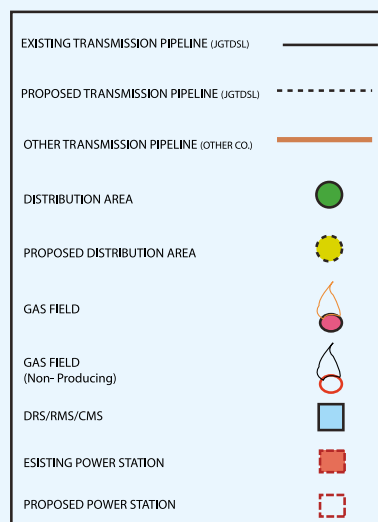 EXISTING TRANSMISSION PIPELINE (JGTDSL)
PROPOSED TRANSMISSION PIPELINE (JGTDSL)
OTHER TRANSMISSION PIPELINE (OTHER CO.)
DISTRIBUTION AREA
PROPOSED DISTRIBUTION AREA
GAS FIELD
GAS FIELD
(Non- Producing)
DRS/RMS/CMS
ESISTING POWER STATION
PROPOSED POWER STATION